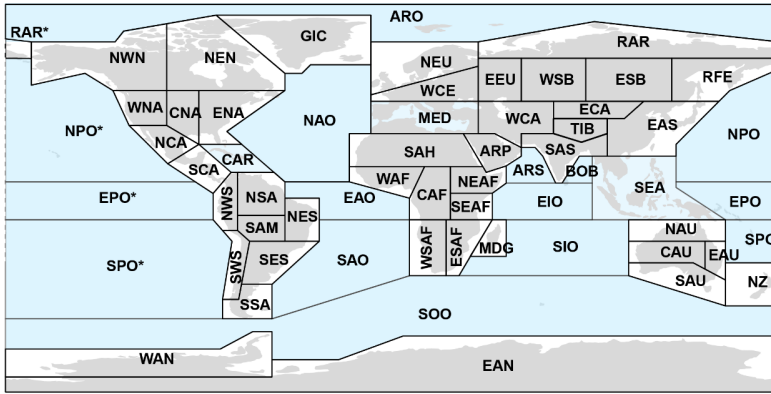 ARO
RAR*
GIC
RAR
NWN
NEN
NEU
EEU
WSB
ESB
RFE
WCE
WNA
CNA
ENA
NAO
MED
WCA
ECA
TIB
EAS
NPO*
NPO
NCA
SCA
CAR
SAH
ARP
SAS
ARS
BOB
WAF
CAF
NEAF
SEA
EPO*
NWS
NSA
NES
EAO
SEAF
EIO
EPO
SAM
SPO*
SWS
SES
SAO
WSAF
ESAF
MDG
SIO
NAU
CAU
EAU
SPO
SAU
NZ
SSA
SOO
WAN
EAN